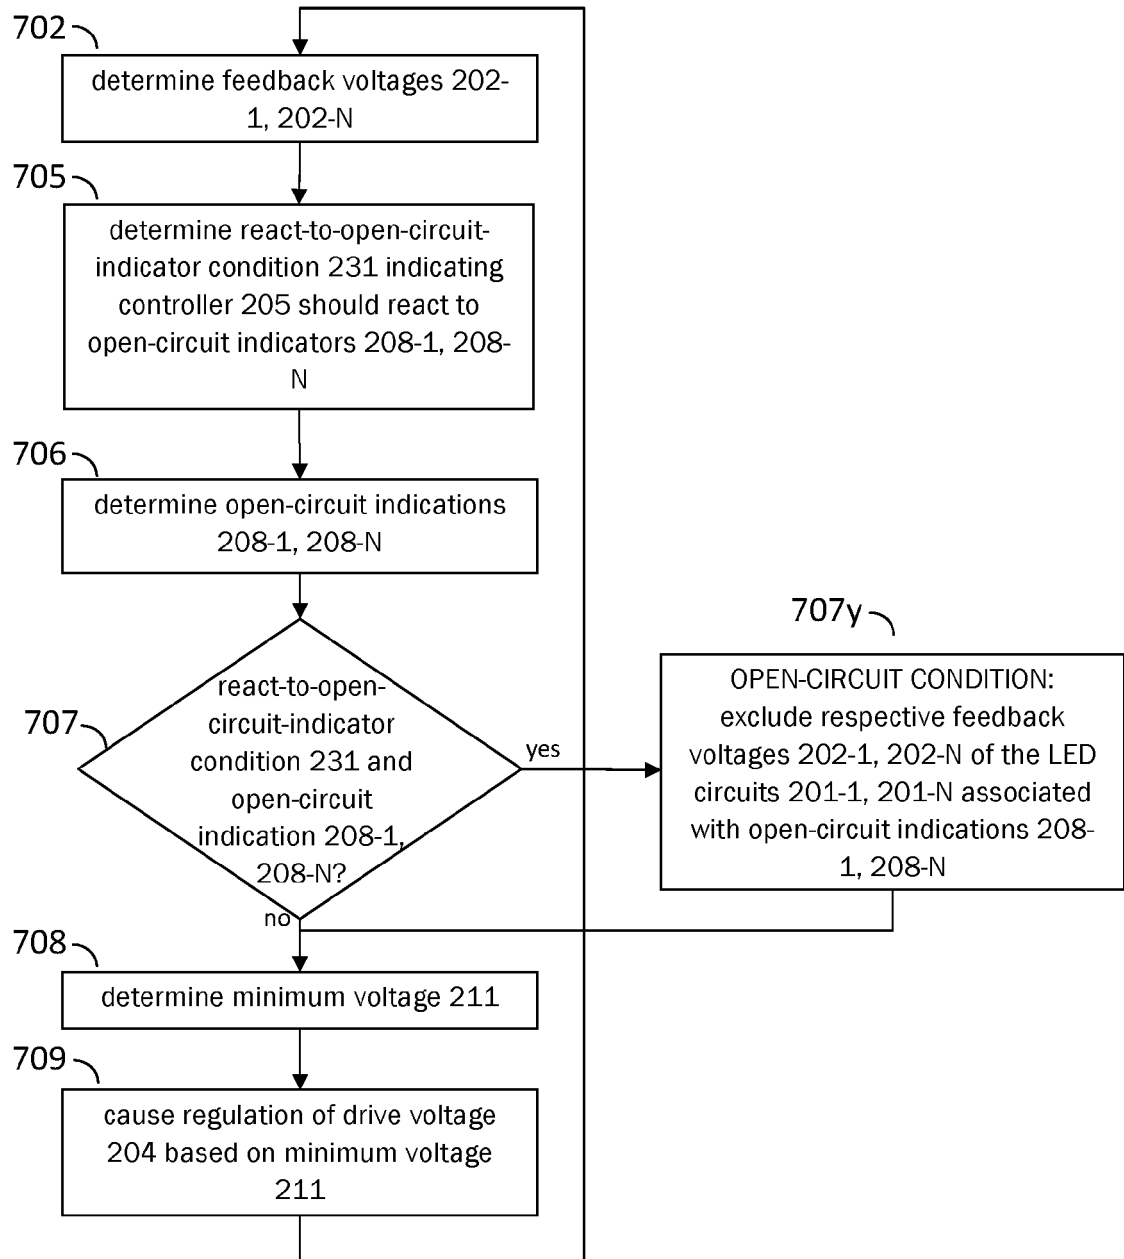 702
determine feedback voltages 202-
1, 202-N
705
determine react-to-open-circuit-
indicator condition 231 indicating
controller 205 should react to
open-circuit indicators 208-1, 208-
N
706
determine open-circuit indications
208-1, 208-N
707
react-to-open-
circuit-indicator
condition 231 and
open-circuit
indication 208-1,
208-N?
yes
no
707y
OPEN-CIRCUIT CONDITION:
exclude respective feedback
voltages 202-1, 202-N of the LED
circuits 201-1, 201-N associated
with open-circuit indications 208-
1, 208-N
708
determine minimum voltage 211
709
cause regulation of drive voltage
204 based on minimum voltage
211